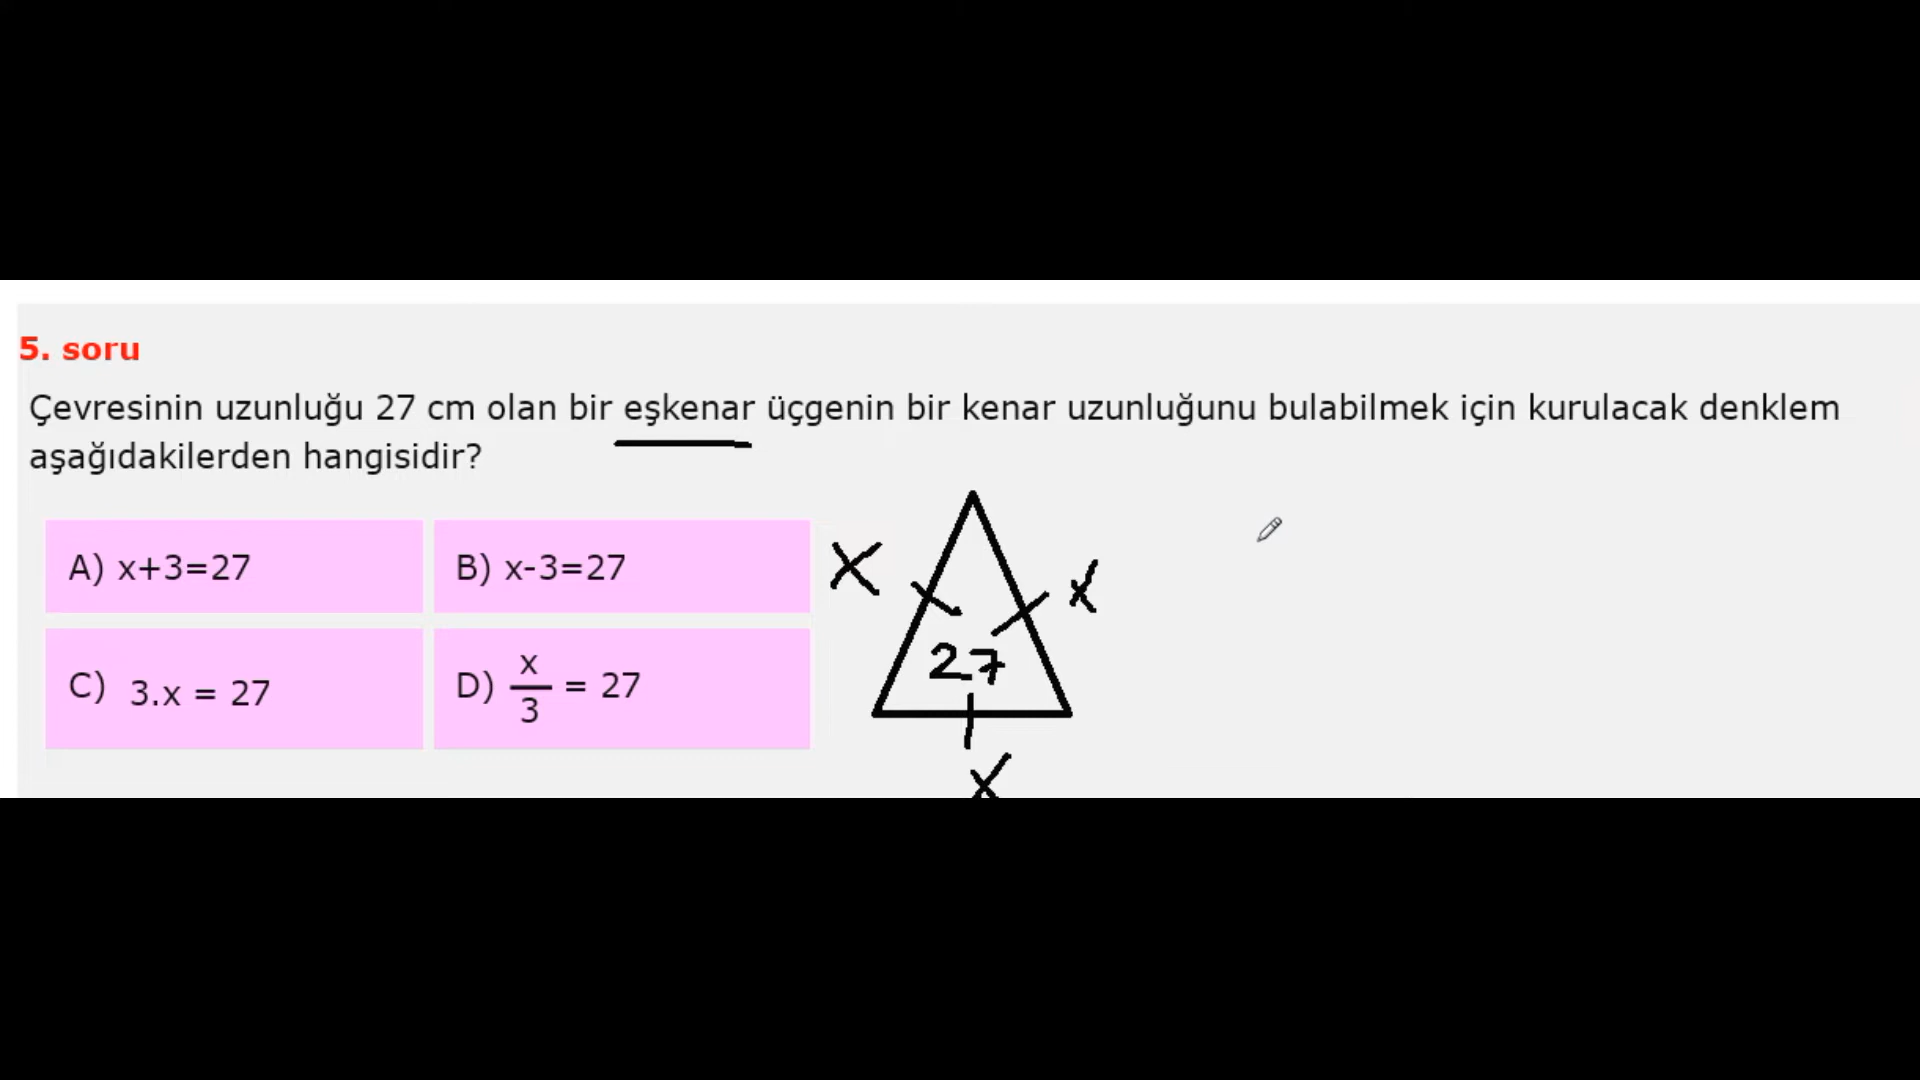 5. soru
Çevresinin uzunluğu 27 cm olan bir eşkenar üçgenin bir kenar uzunluğunu bulabilmek için kurulacak denklem
aşağıdakilerden hangisidir?
A) x+3=27
B) x-3=27
C) 3.x = 27
D) x/3 = 27
x
x
27
x